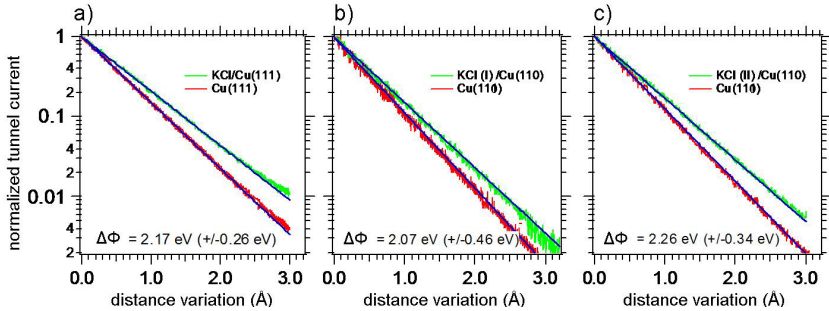 a)
b)
c)
normalized tunnel current
1
4
2
0.1
4
2
0.01
4
2
KCl/Cu(111)
Cu(111)
KCl (I) /Cu(110)
Cu(110)
KCl (II) /Cu(110)
Cu(110)
ΔΦ = 2.17 eV (+/-0.26 eV)
ΔΦ = 2.07 eV (+/-0.46 eV)
ΔΦ = 2.26 eV (+/-0.34 eV)
0.0 1.0 2.0 3.0
0.0 1.0 2.0 3.0
0.0 1.0 2.0 3.0
distance variation (Å)
distance variation (Å)
distance variation (Å)